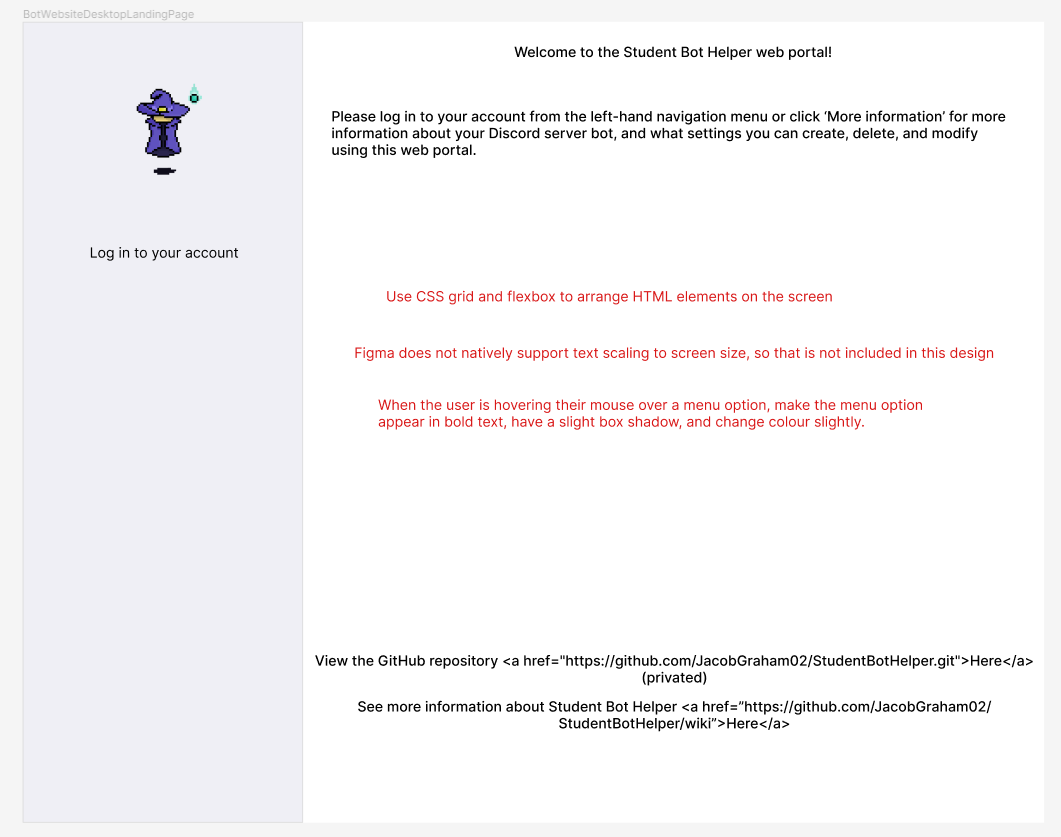 BotWebsiteDesktopLandingPage
Welcome to the Student Bot Helper web portal!
Please log in to your account from the left-hand navigation menu or click ‘More information’ for more
information about your Discord server bot, and what settings you can create, delete, and modify
using this web portal.
Log in to your account
Use CSS grid and flexbox to arrange HTML elements on the screen
Figma does not natively support text scaling to screen size, so that is not included in this design
When the user is hovering their mouse over a menu option, make the menu option
appear in bold text, have a slight box shadow, and change colour slightly.
View the GitHub repository <a href="https://github.com/JacobGraham02/StudentBotHelper.git">Here</a>
(privated)
See more information about Student Bot Helper <a href=”https://github.com/JacobGraham02/
StudentBotHelper/wiki”>Here</a>